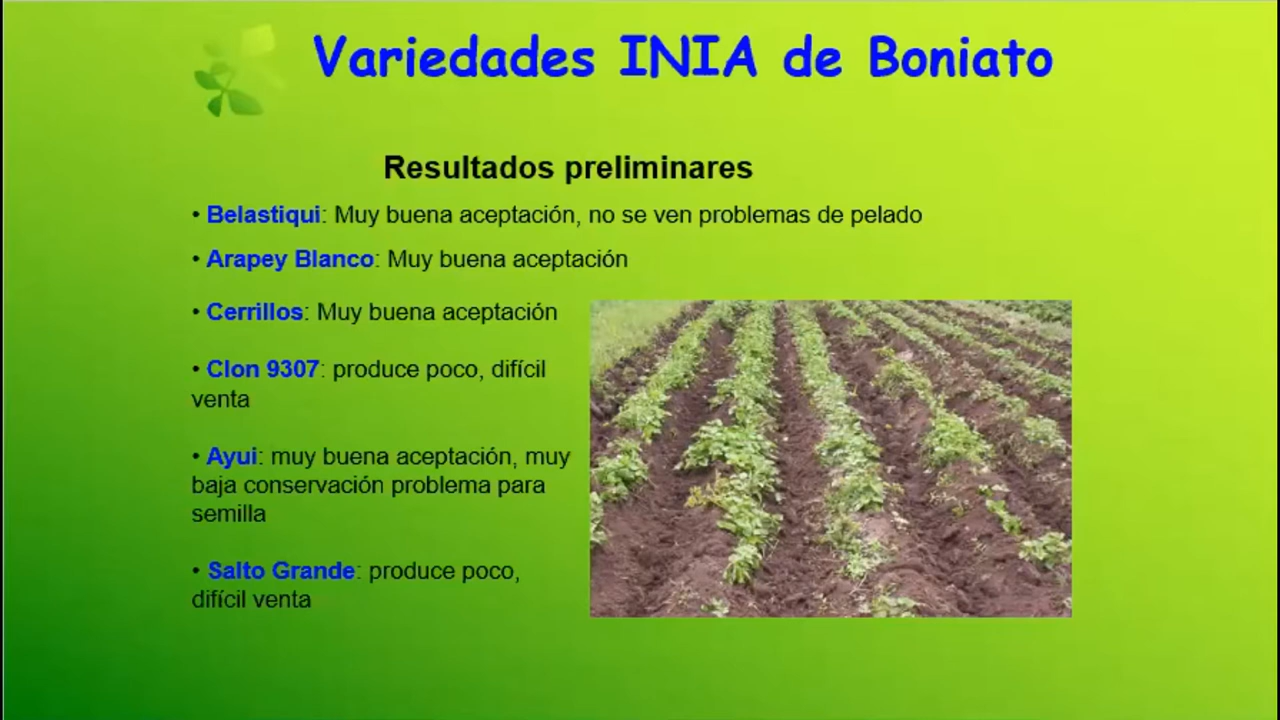 Variedades INIA de Boniato
Resultados preliminares
• Belastiqui: Muy buena aceptación, no se ven problemas de pelado
• Arapey Blanco: Muy buena aceptación
• Cerrillos: Muy buena aceptación
• Clon 9307: produce poco, difícil
venta
• Ayui: muy buena aceptación, muy
baja conservación problema para
semilla
• Salto Grande: produce poco,
difícil venta